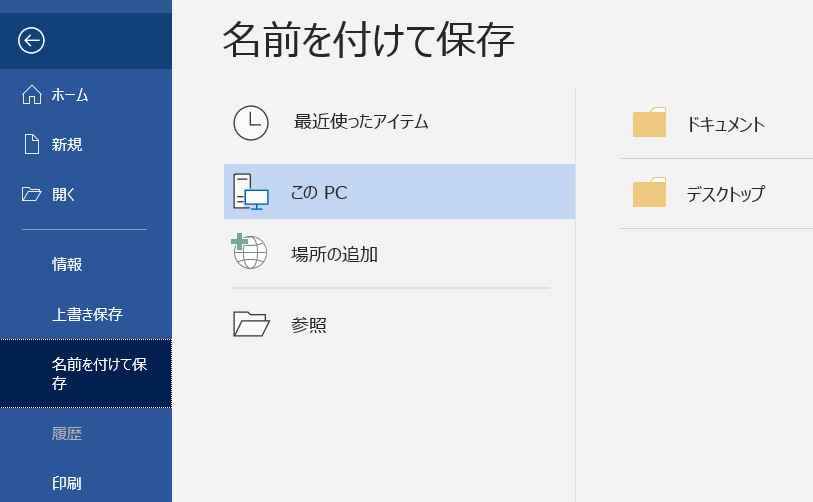 ホーム
新規
開く
情報
上書き保存
名前を付けて保
存
履歴
印刷
名前を付けて保存
最近使ったアイテム
この PC
場所の追加
参照
ドキュメント
デスクトップ